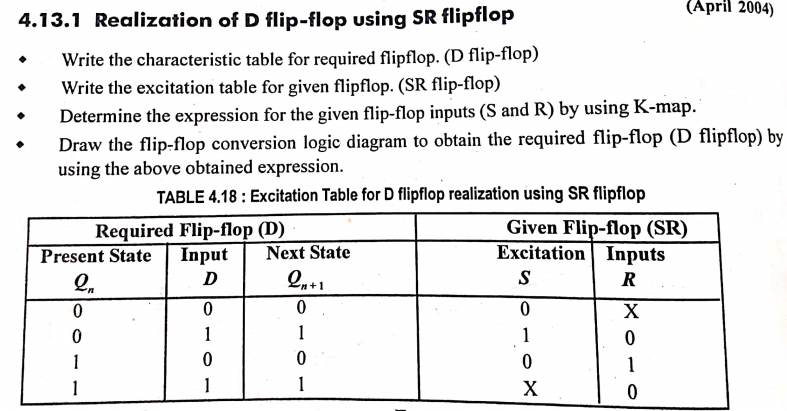 (April 2004)
4.13.1 Realization of D flip-flop using SR flipflop
◆ Write the characteristic table for required flipflop. (D flip-flop)
◆ Write the excitation table for given flipflop. (SR flip-flop)
◆ Determine the expression for the given flip-flop inputs (S and R) by using K-map.
◆ Draw the flip-flop conversion logic diagram to obtain the required flip-flop (D flipflop) by
using the above obtained expression.
TABLE 4.18 : Excitation Table for D flipflop realization using SR flipflop
Required Flip-flop (D) Given Flip-flop (SR)
Present State Input Next State Excitation Inputs
Qn D Qn+1 S R
0 0 0 0 X
0 1 1 1 0
1 0 0 0 1
1 1 1 X 0